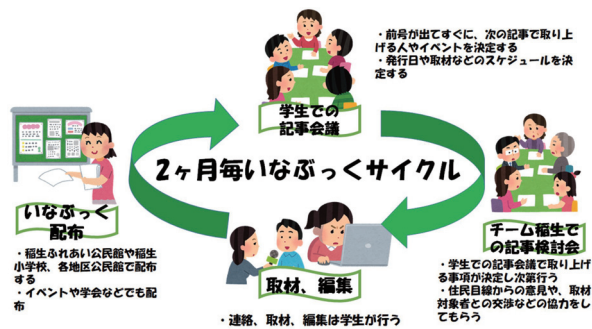 ・前号が出てすぐに、次の記事で取り上
げる人やイベントを決定する
・発行日や取材などのスケジュールを決
定する
学生での
記事会議
2ヶ月毎いなぶっくサイクル
いなぶっく
配布
・稲生ふれあい公民館や稲生
小学校、各地区公民館で配布
する
・イベントや学会などでも配
布
取材、編集
・連絡、取材、編集は学生が行う
チーム稲生で
の記事検討会
・学生での記事会議で取り上げ
る事項が決定し次第行う
・住民目線からの意見や、取材
対象者との交渉などの協力をし
てもらう